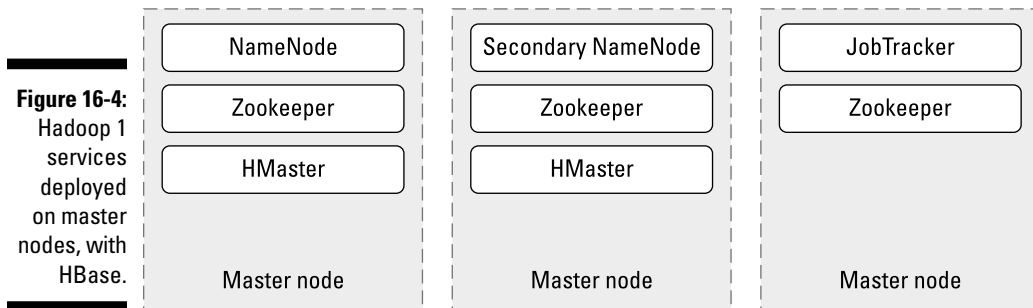 Figure 16-4:
Hadoop 1
services
deployed
on master
nodes, with
HBase.
NameNode
Zookeeper
HMaster
Master node
Secondary NameNode
Zookeeper
HMaster
Master node
JobTracker
Zookeeper
Master node